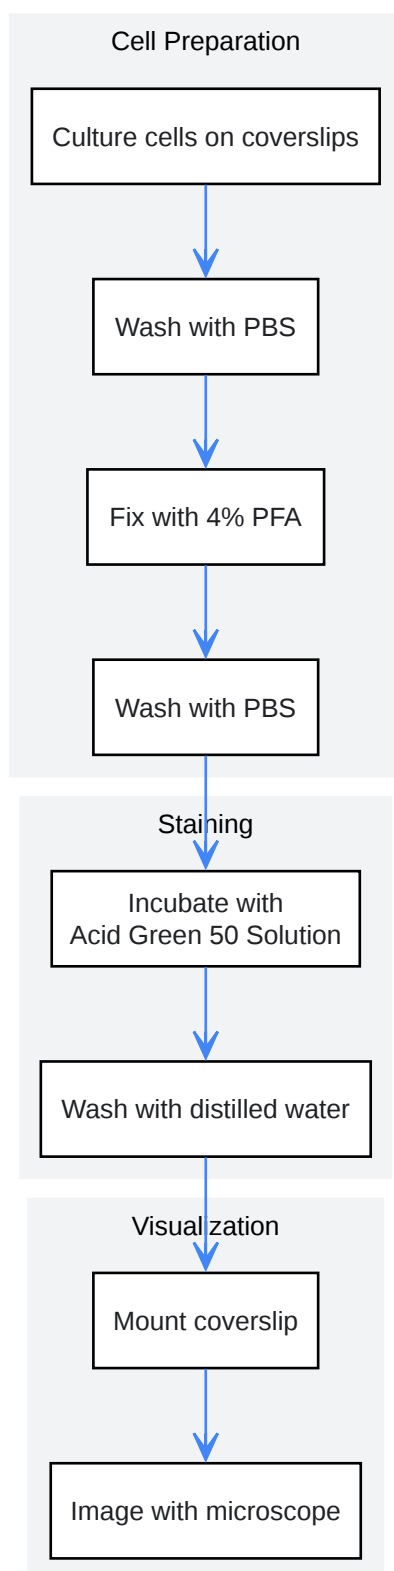 Cell Preparation
Culture cells on coverslips
Wash with PBS
Fix with 4% PFA
Wash with PBS
Staining
Incubate with
Acid Green 50 Solution
Wash with distilled water
Visualization
Mount coverslip
Image with microscope